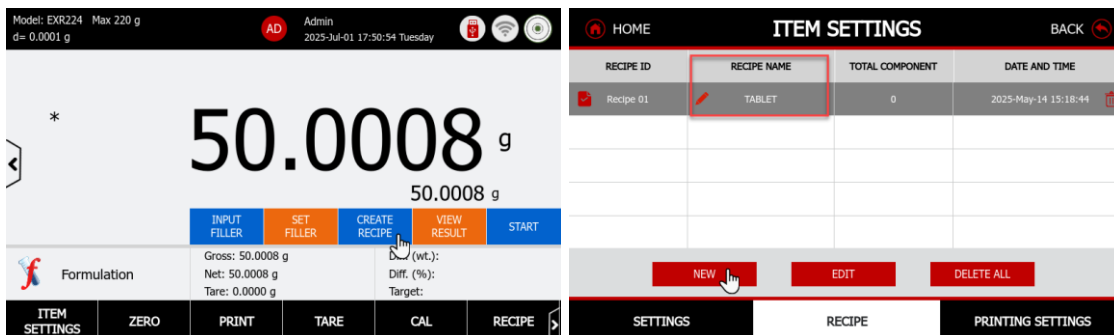 Model: EXR224 Max 220 g
d= 0.0001 g
AD
Admin
2025-Jul-01 17:50:54 Tuesday
*
50.0008 g
50.0008 g
INPUT FILLER
SET FILLER
CREATE RECIPE
VIEW RESULT
START
Formulation
Gross: 50.0008 g
Net: 50.0008 g
Tare: 0.0000 g
(wt.):
Diff. (%):
Target:
ITEM SETTINGS
ZERO
PRINT
TARE
CAL
RECIPE
HOME
ITEM SETTINGS
BACK
RECIPE ID
RECIPE NAME
TOTAL COMPONENT
DATE AND TIME
Recipe 01
TABLET
0
2025-May-14 15:18:44
NEW
EDIT
DELETE ALL
SETTINGS
RECIPE
PRINTING SETTINGS